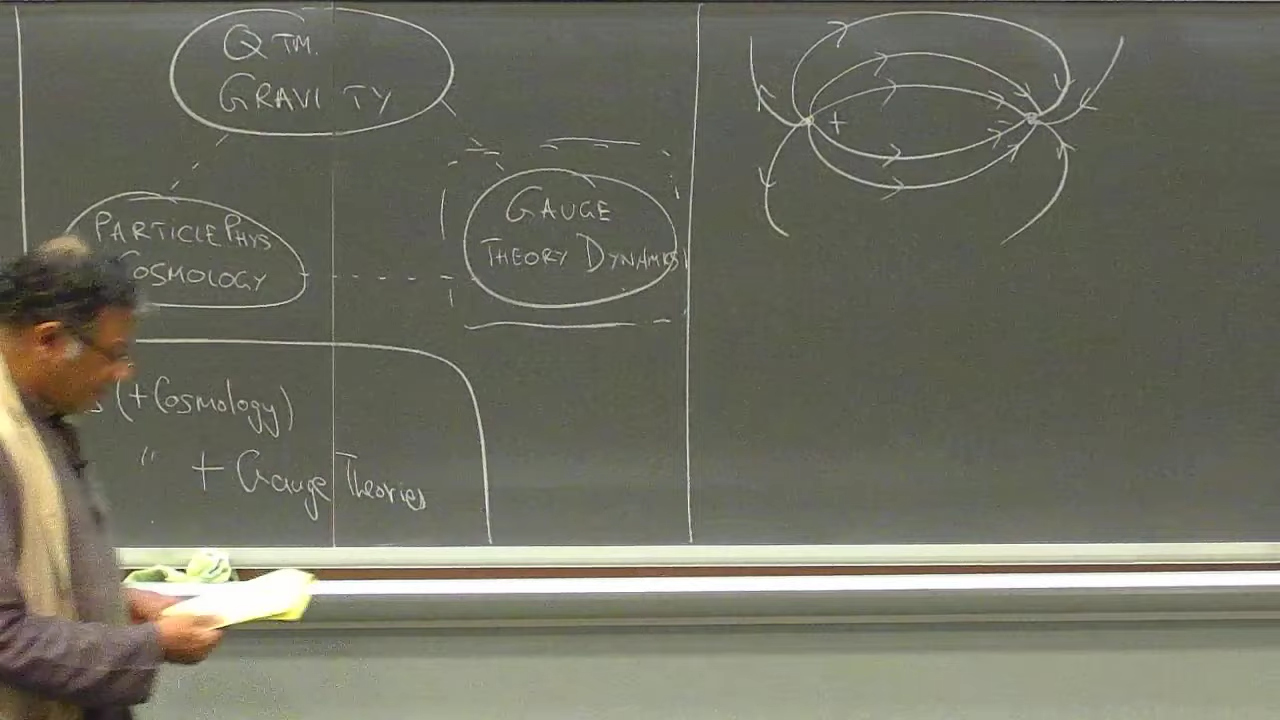 QTM.
GRAVITY
PARTICLE PHYS
COSMOLOGY
GAUGE
THEORY DYNAMICS
(+ Cosmology)
" + Gauge Theories
+